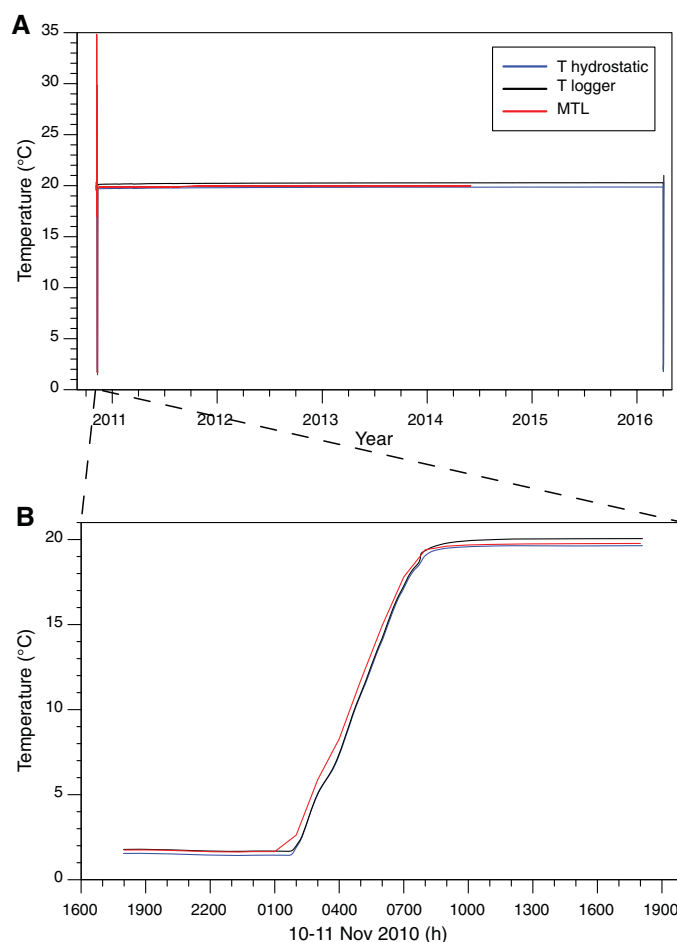 A
35
30
25
20
15
10
5
0
Temperature (°C)
T hydrostatic
T logger
MTL
2011 2012 2013 2014 2015 2016
Year
B
20
15
10
5
0
Temperature (°C)
1600 1900 2200 0100 0400 0700 1000 1300 1600 1900
10-11 Nov 2010 (h)